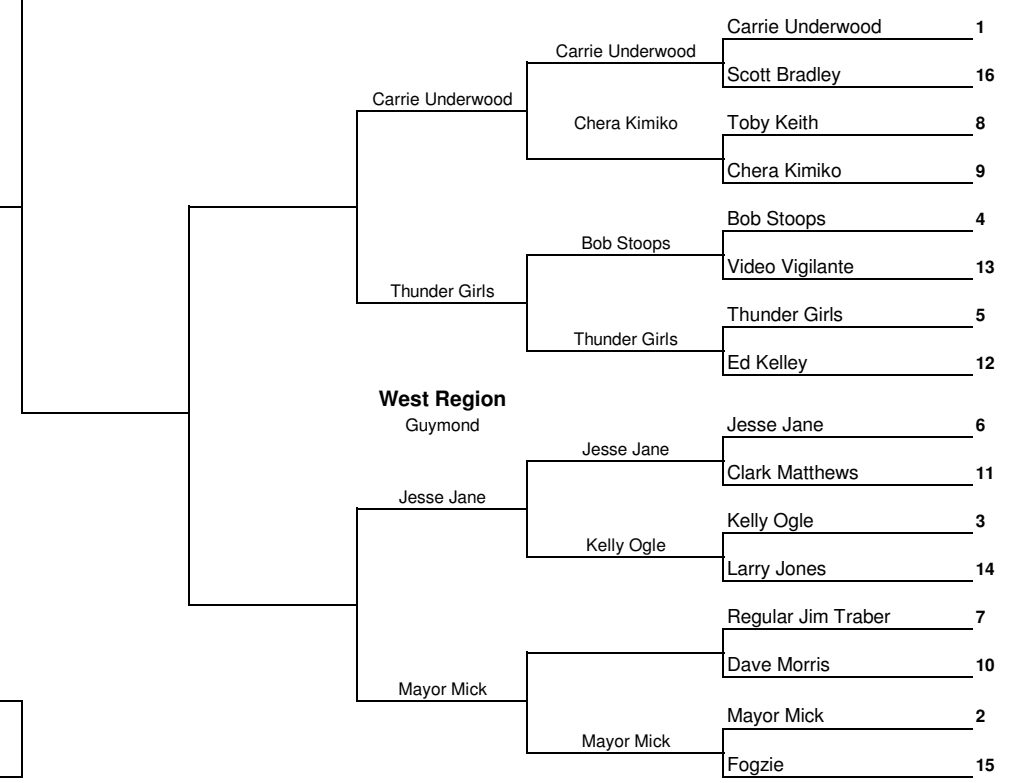 Carrie Underwood 1
Carrie Underwood
Scott Bradley 16
Carrie Underwood
Chera Kimiko
Toby Keith 8
Chera Kimiko 9
Bob Stoops 4
Bob Stoops
Video Vigilante 13
Thunder Girls
Thunder Girls 5
Thunder Girls
Ed Kelley 12
West Region
Guymond
Jesse Jane 6
Jesse Jane
Clark Matthews 11
Jesse Jane
Kelly Ogle 3
Kelly Ogle
Larry Jones 14
Regular Jim Traber 7
Dave Morris 10
Mayor Mick
Mayor Mick 2
Mayor Mick
Fogzie 15